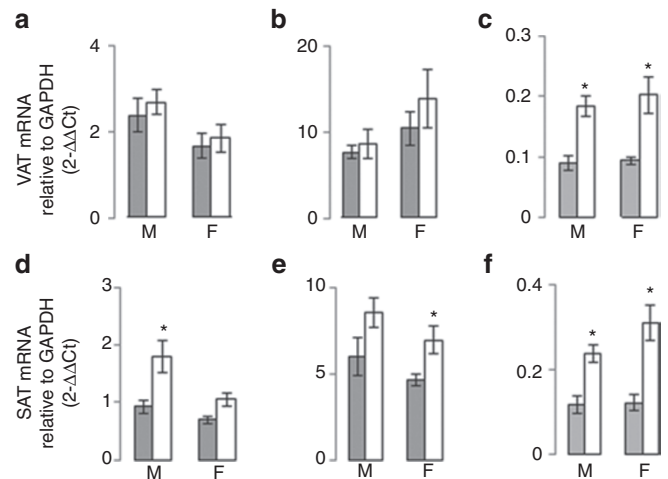 a
b
c
VAT mRNA
relative to GAPDH
(2-ΔΔCt)
4
2
0
M
F
20
10
0
M
F
0.3
0.2
0.1
0
*
*
M
F
d
e
f
SAT mRNA
relative to GAPDH
(2-ΔΔCt)
3
2
1
0
*
M
F
10
5
0
*
M
F
0.4
0.2
0
*
*
M
F